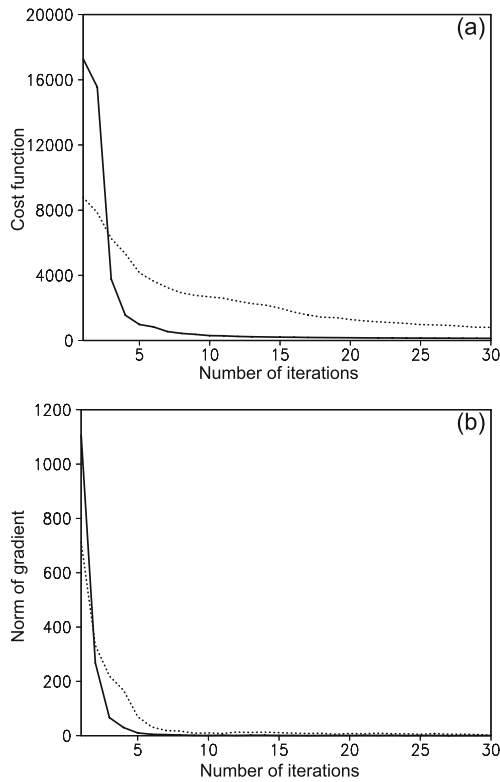 (a)
20000
16000
12000
8000
4000
0
Cost function
5 10 15 20 25 30
Number of iterations
(b)
1200
1000
800
600
400
200
0
Norm of gradient
5 10 15 20 25 30
Number of iterations